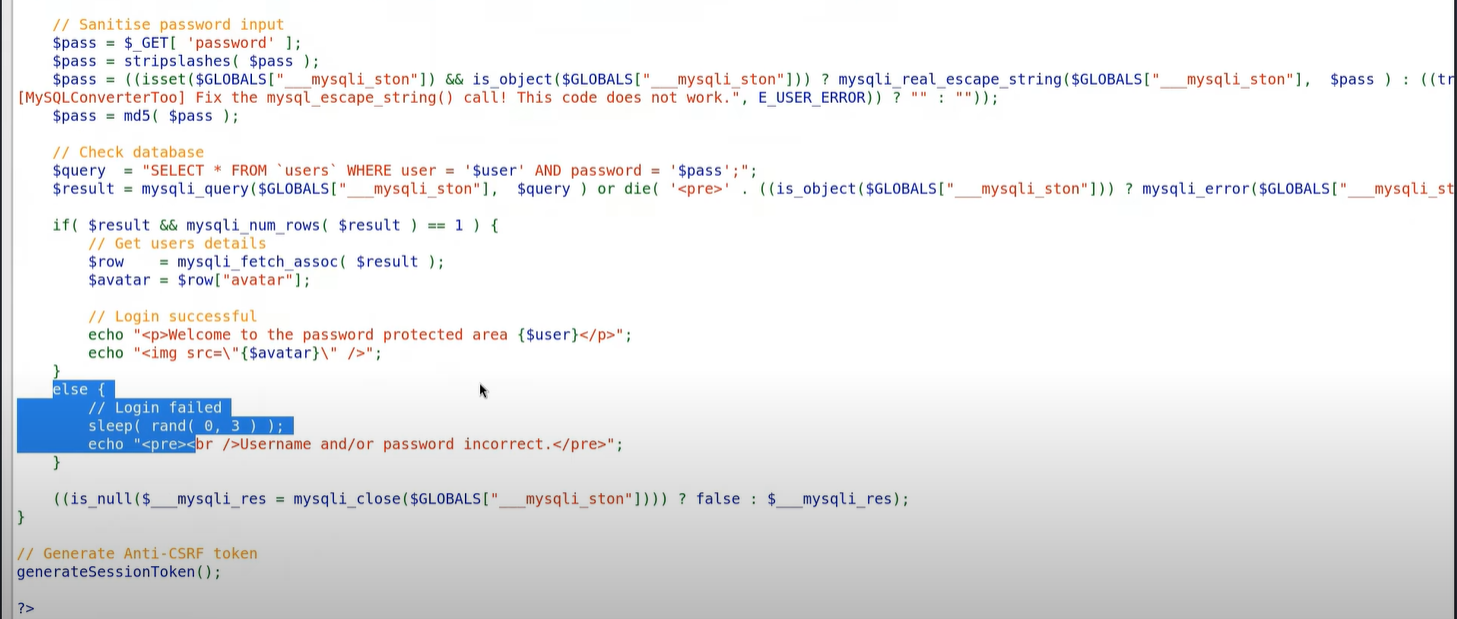 // Sanitise password input
$pass = $_GET[ 'password' ];
$pass = stripslashes( $pass );
$pass = ((isset($GLOBALS["___mysqli_ston"]) && is_object($GLOBALS["___mysqli_ston"])) ? mysqli_real_escape_string($GLOBALS["___mysqli_ston"],  $pass ) : ((tr
[MySQLConverterToo] Fix the mysql_escape_string() call! This code does not work.", E_USER_ERROR)) ? "" : ""));
$pass = md5( $pass );
// Check database
$query  = "SELECT * FROM `users` WHERE user = '$user' AND password = '$pass';";
$result = mysqli_query($GLOBALS["___mysqli_ston"],  $query ) or die( '<pre>' . ((is_object($GLOBALS["___mysqli_ston"])) ? mysqli_error($GLOBALS["___mysqli_st
if( $result && mysqli_num_rows( $result ) == 1 ) {
// Get users details
$row    = mysqli_fetch_assoc( $result );
$avatar = $row["avatar"];
// Login successful
echo "<p>Welcome to the password protected area {$user}</p>";
echo "<img src=\"{$avatar}\" />";
}
else {
// Login failed
sleep( rand( 0, 3 ) );
echo "<pre><br />Username and/or password incorrect.</pre>";
}
((is_null($___mysqli_res = mysqli_close($GLOBALS["___mysqli_ston"]))) ? false : $___mysqli_res);
}
// Generate Anti-CSRF token
generateSessionToken();
?>